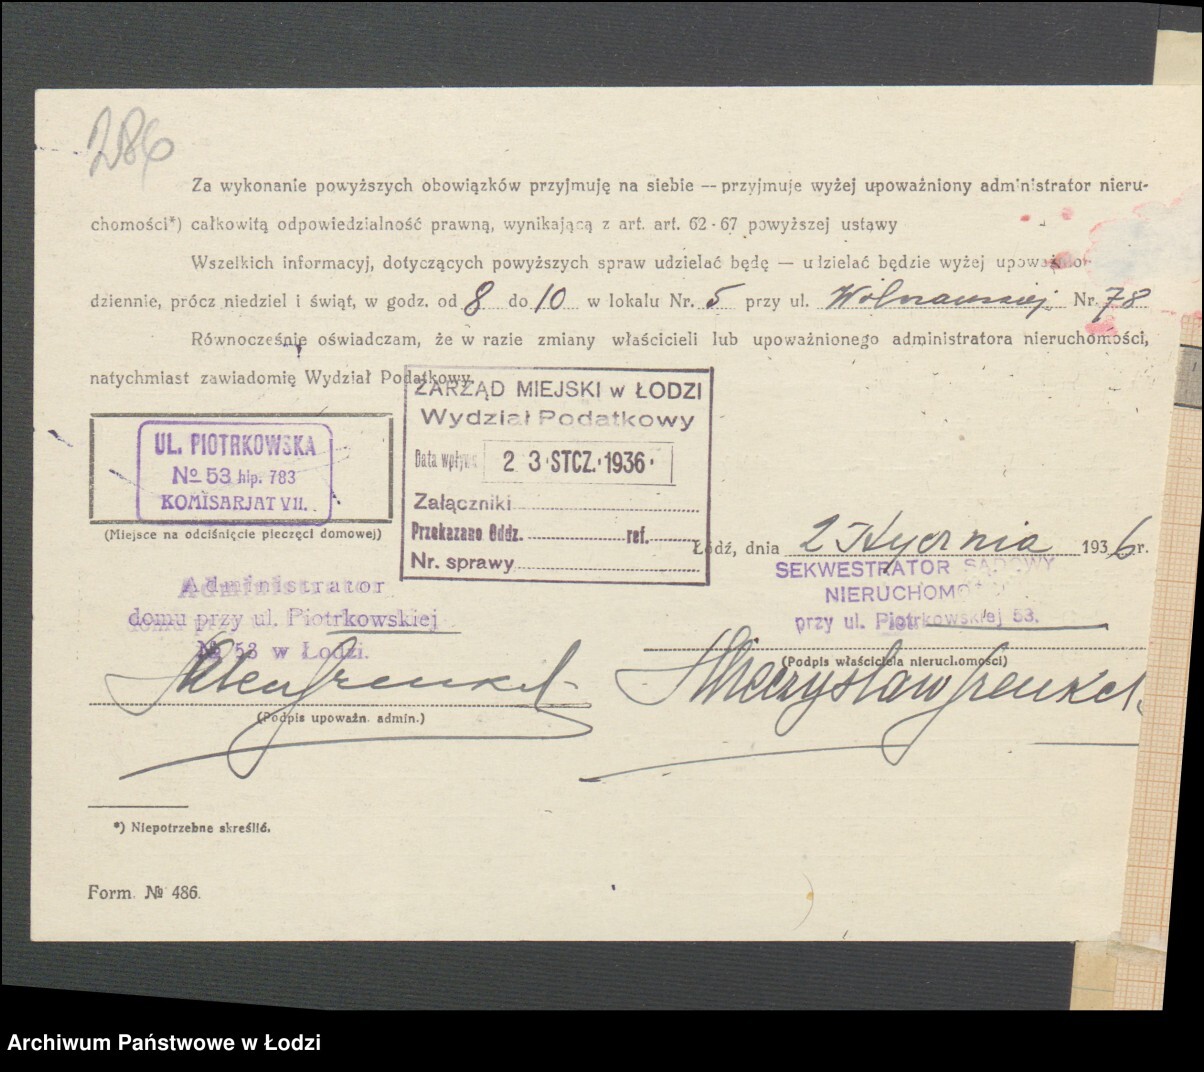 286
Za wykonanie powyższych obowiązków przyjmuję na siebie — przyjmuje wyżej upoważniony administrator nieru-
chomości*) całkowitą odpowiedzialność prawną, wynikającą z art. art. 62-67 powyższej ustawy
Wszelkich informacyj, dotyczących powyższych spraw udzielać będę — udzielać będzie wyżej
dziennie, prócz niedziel i świąt, w godz. od 8 do 10 w lokalu Nr. 5 przy ul. Nr. 78
Równocześnie oświadczam, że w razie zmiany właścicieli lub upoważnionego administratora nieruchomości,
natychmiast zawiadomię Wydział Podatkowy
ZARZĄD MIEJSKI w ŁODZI
Wydział Podatkowy
Data wpływu 23 STCZ. 1936
Załączniki
Przekazano Oddz. ref.
Nr. sprawy
UL. PIOTRKOWSKA
No 53 hip. 783
KOMISARJAT VII.
(Miejsce na odciśnięcie pieczęci domowej)
Łódź, dnia 2 stycznia 1936 r.
SEKWESTRATOR SĄDOWY
przy ul. Piotrkowskiej 53.
Administrator
domu przy ul. Piotrkowskiej
№ 53 w Łodzi.
(Podpis właściciela nieruchomości)
Mieczysław Frenkel
Frenkel
(Podpis upoważn. admin.)
*) Niepotrzebne skreślić.
Form. № 486.
Archiwum Państwowe w Łodzi